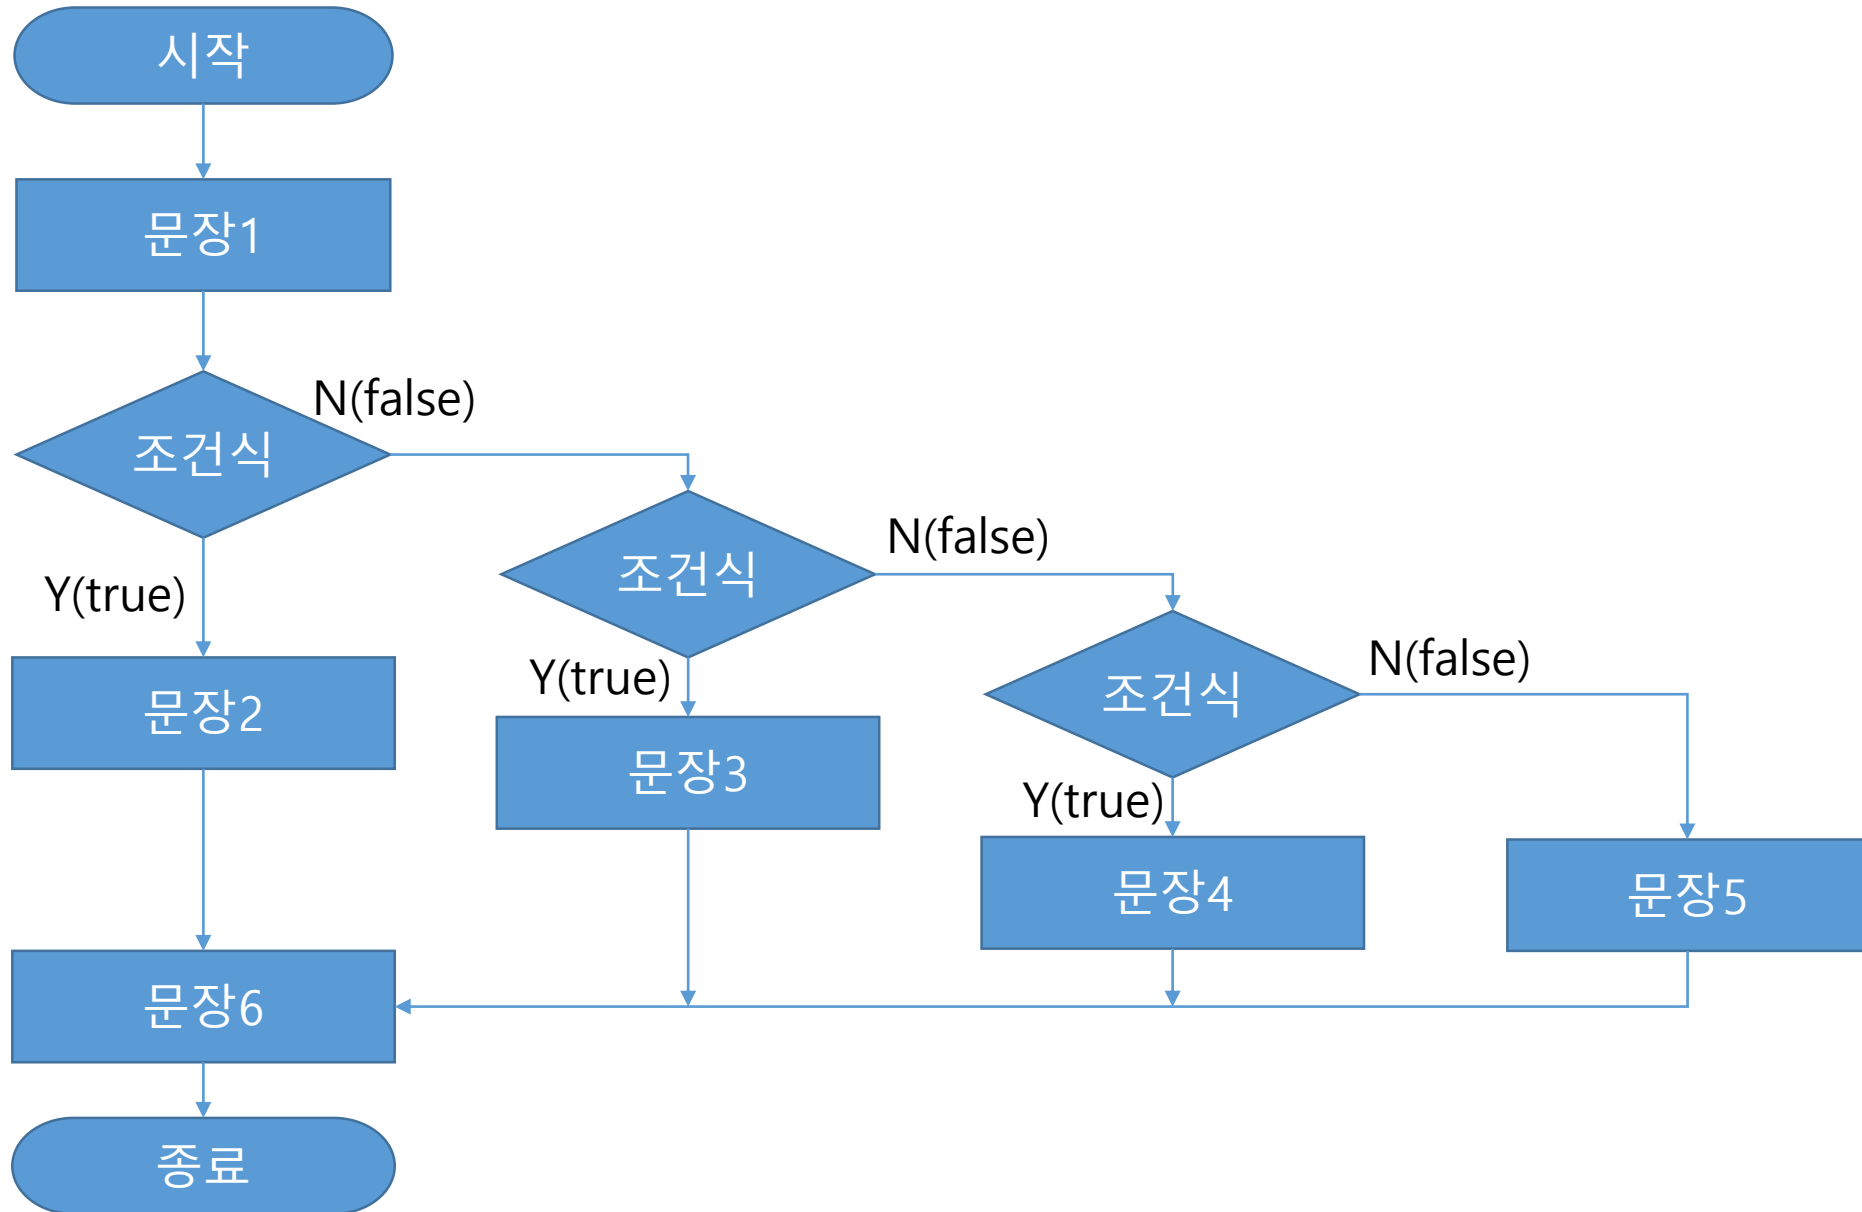 시작
문장1
조건식
N(false)
Y(true)
조건식
N(false)
Y(true)
조건식
N(false)
Y(true)
문장2
문장3
문장4
문장5
문장6
종료